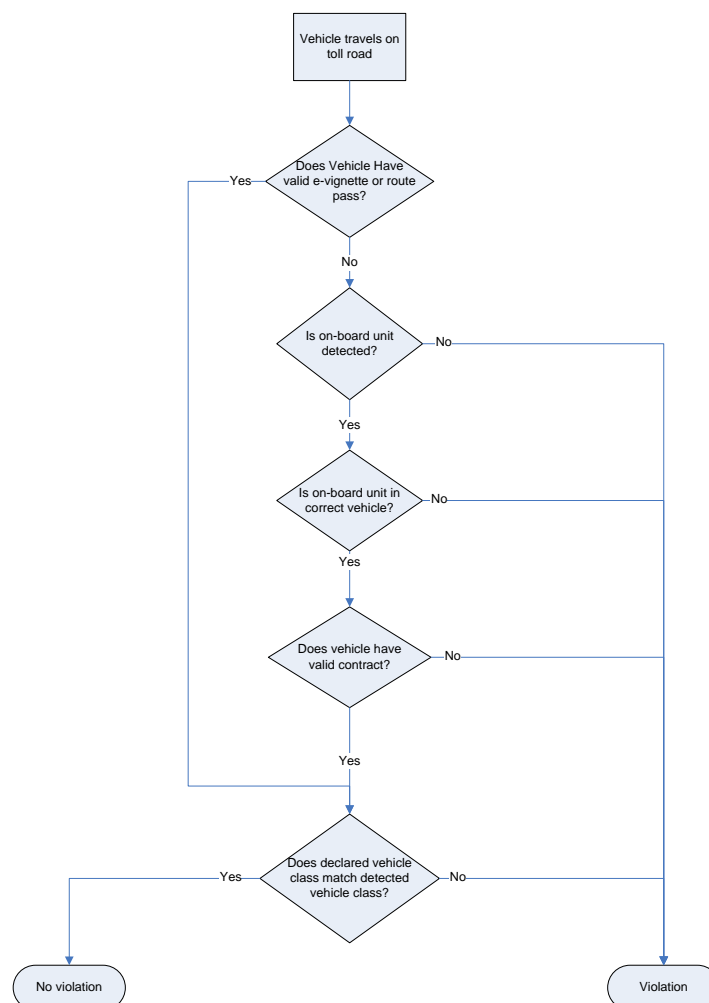 Vehicle travels on
toll road
Does Vehicle Have
valid e-vignette or route
pass?
Yes
No
Is on-board unit
detected?
No
Yes
Is on-board unit in
correct vehicle?
No
Yes
Does vehicle have
valid contract?
No
Yes
Does declared vehicle
class match detected
vehicle class?
Yes
No
No violation
Violation